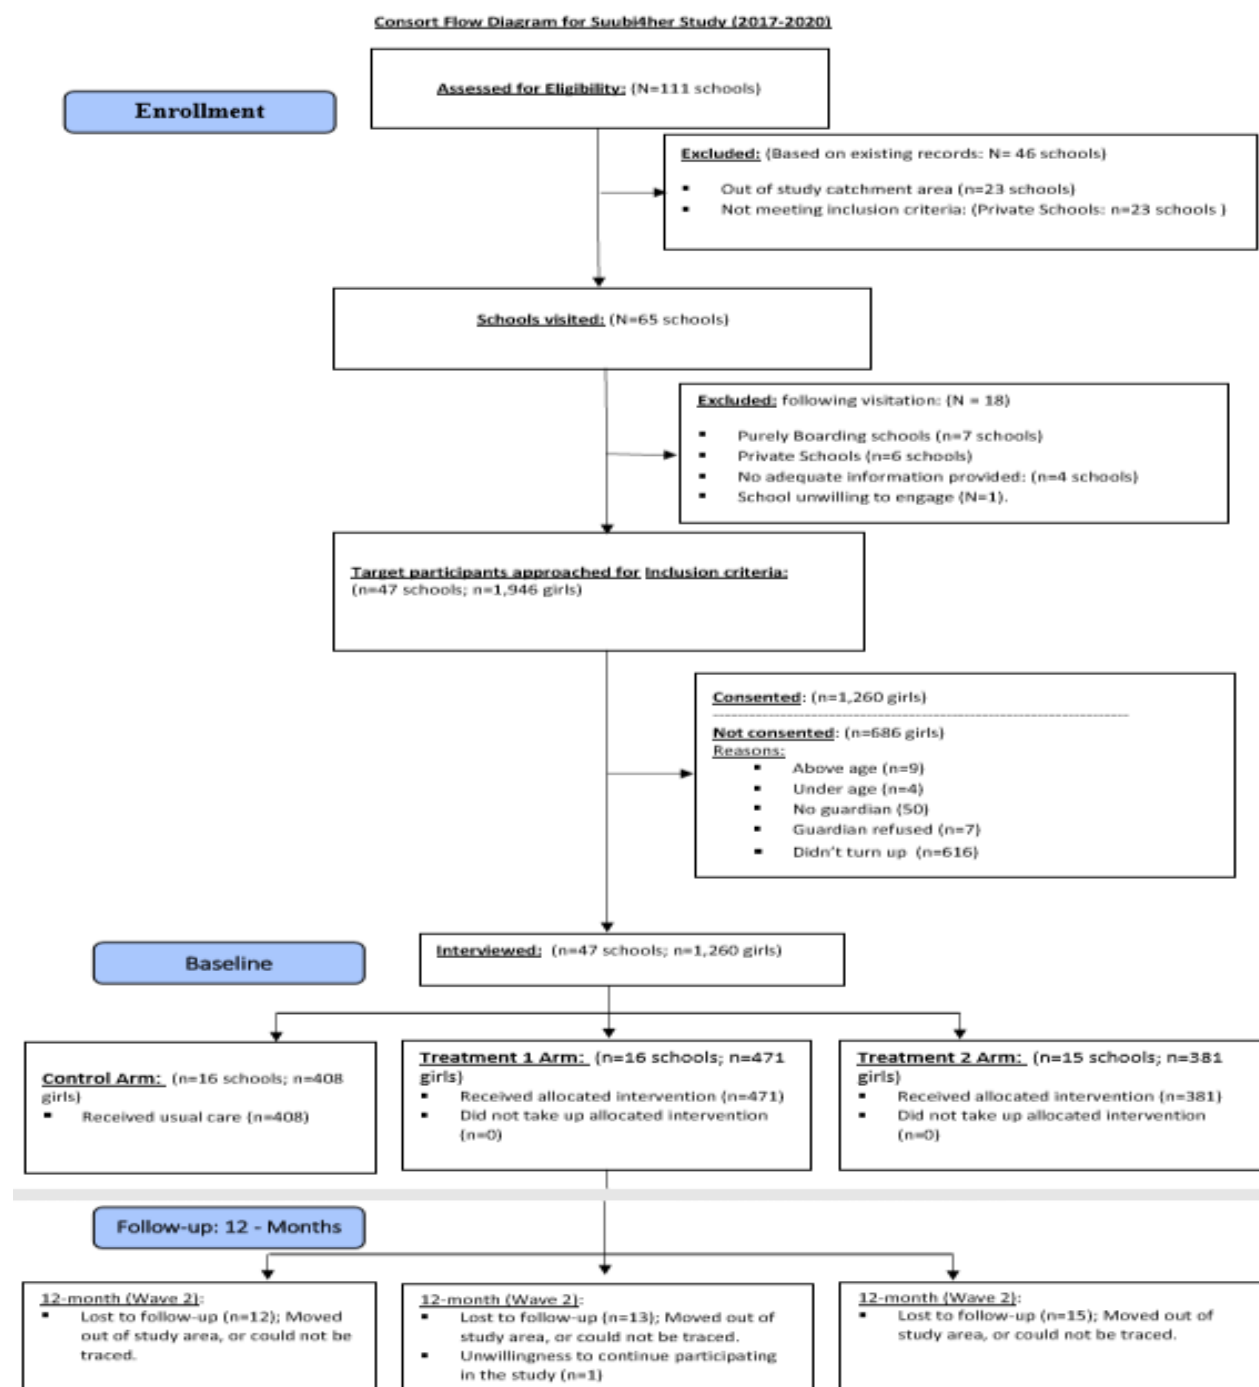 Consort Flow Diagram for Suubi4her Study (2017-2020)
Enrollment
Assessed for Eligibility: (N=111 schools)
Excluded: (Based on existing records: N= 46 schools)
▪ Out of study catchment area (n=23 schools)
▪ Not meeting inclusion criteria: (Private Schools: n=23 schools )
Schools visited: (N=65 schools)
Excluded: following visitation: (N = 18)
▪ Purely Boarding schools (n=7 schools)
▪ Private Schools (n=6 schools)
▪ No adequate information provided: (n=4 schools)
▪ School unwilling to engage (N=1).
Target participants approached for Inclusion criteria:
(n=47 schools; n=1,946 girls)
Consented: (n=1,260 girls)
Not consented: (n=686 girls)
Reasons:
▪ Above age (n=9)
▪ Under age (n=4)
▪ No guardian (50)
▪ Guardian refused (n=7)
▪ Didn't turn up (n=616)
Baseline
Interviewed: (n=47 schools; n=1,260 girls)
Control Arm: (n=16 schools; n=408
girls)
▪ Received usual care (n=408)
Treatment 1 Arm: (n=16 schools; n=471
girls)
▪ Received allocated intervention (n=471)
▪ Did not take up allocated intervention
(n=0)
Treatment 2 Arm: (n=15 schools; n=381
girls)
▪ Received allocated intervention (n=381)
▪ Did not take up allocated intervention
(n=0)
Follow-up: 12 - Months
12-month (Wave 2):
▪ Lost to follow-up (n=12); Moved
out of study area, or could not be
traced.
12-month (Wave 2):
▪ Lost to follow-up (n=13); Moved out of
study area, or could not be traced.
▪ Unwillingness to continue participating
in the study (n=1)
12-month (Wave 2):
▪ Lost to follow-up (n=15); Moved out of
study area, or could not be traced.